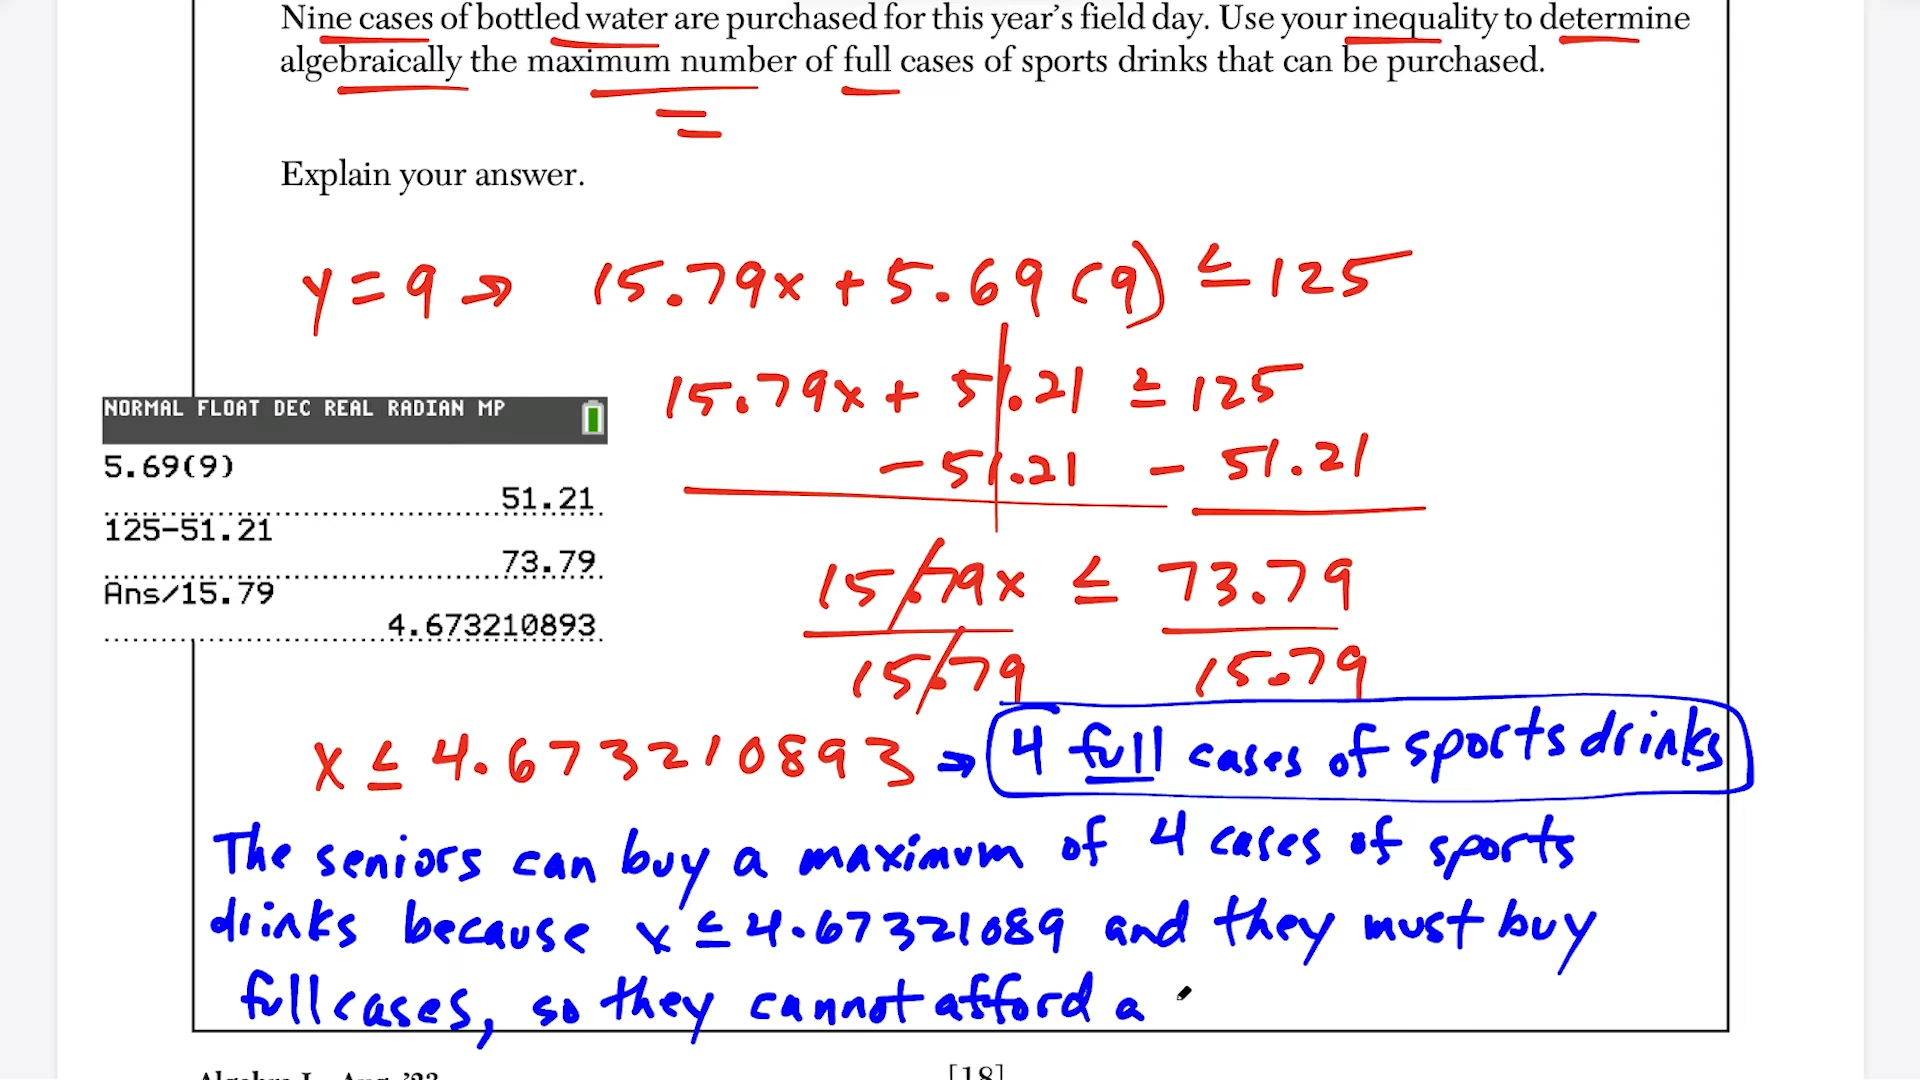 Nine cases of bottled water are purchased for this year's field day. Use your inequality to determine
algebraically the maximum number of full cases of sports drinks that can be purchased.
Explain your answer.
y = 9 → 15.79x + 5.69(9) ≤ 125
15.79x + 51.21 ≤ 125
- 51.21 - 51.21
15.79x ≤ 73.79
15.79 15.79
NORMAL FLOAT DEC REAL RADIAN MP
5.69(9)
51.21
125-51.21
73.79
Ans/15.79
4.673210893
x ≤ 4.673210893 → 4 full cases of sports drinks
The seniors can buy a maximum of 4 cases of sports
drinks because x ≤ 4.67321089 and they must buy
full cases, so they cannot afford a
Algebra I – Aug. '23
[18]